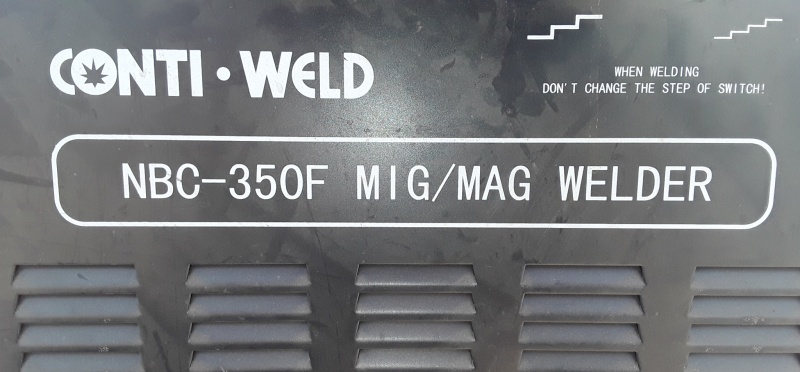 CONTI·WELD
WHEN WELDING
DON'T CHANGE THE STEP OF SWITCH!
NBC-350F MIG/MAG WELDER